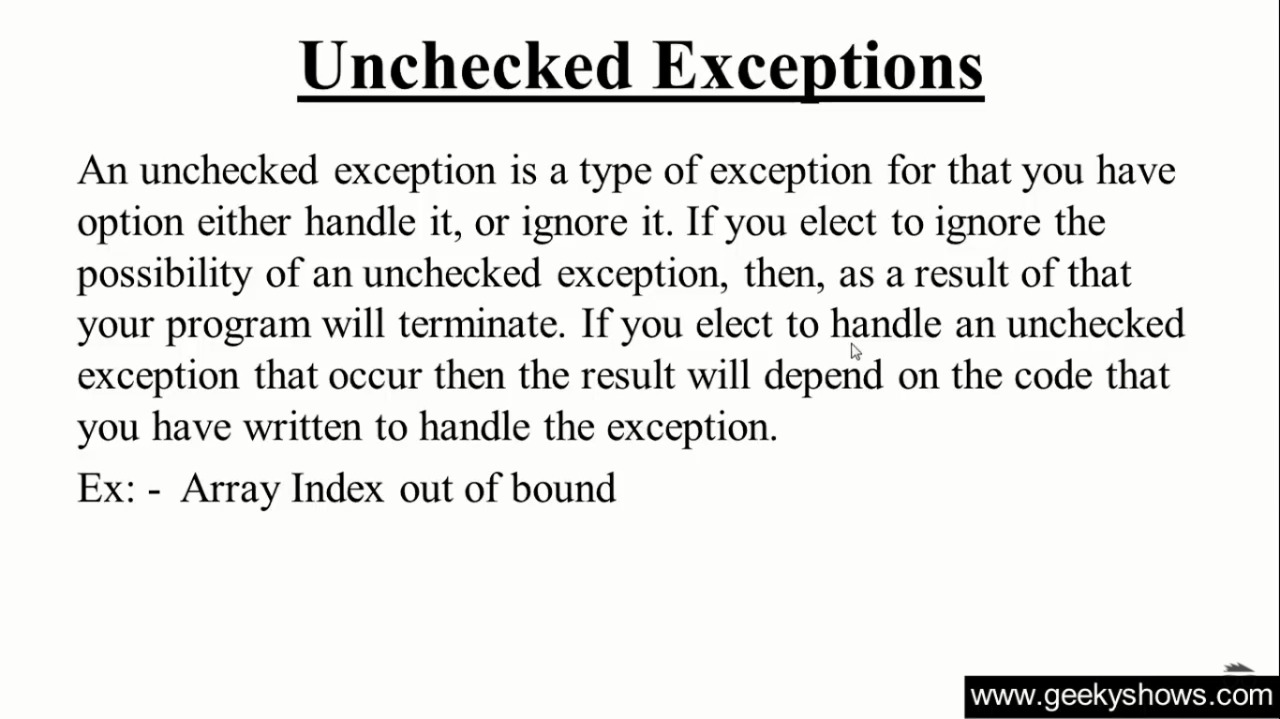 Unchecked Exceptions
An unchecked exception is a type of exception for that you have
option either handle it, or ignore it. If you elect to ignore the
possibility of an unchecked exception, then, as a result of that
your program will terminate. If you elect to handle an unchecked
exception that occur then the result will depend on the code that
you have written to handle the exception.
Ex: - Array Index out of bound
www.geekyshows.com